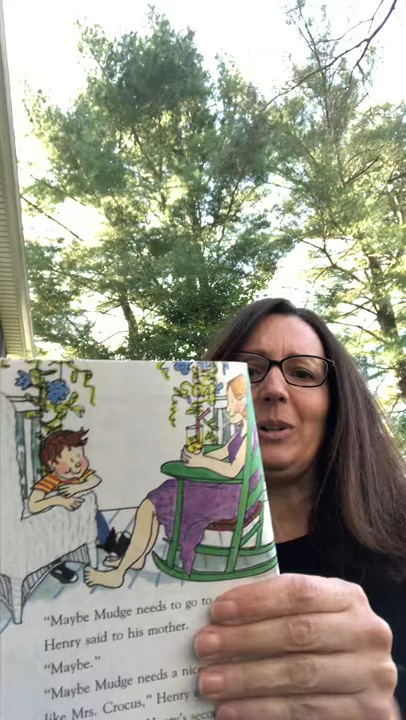 "Maybe Mudge needs to go to
Henry said to his mother.
"Maybe."
"Maybe Mudge needs a nice
like Mrs. Crocus," Henry